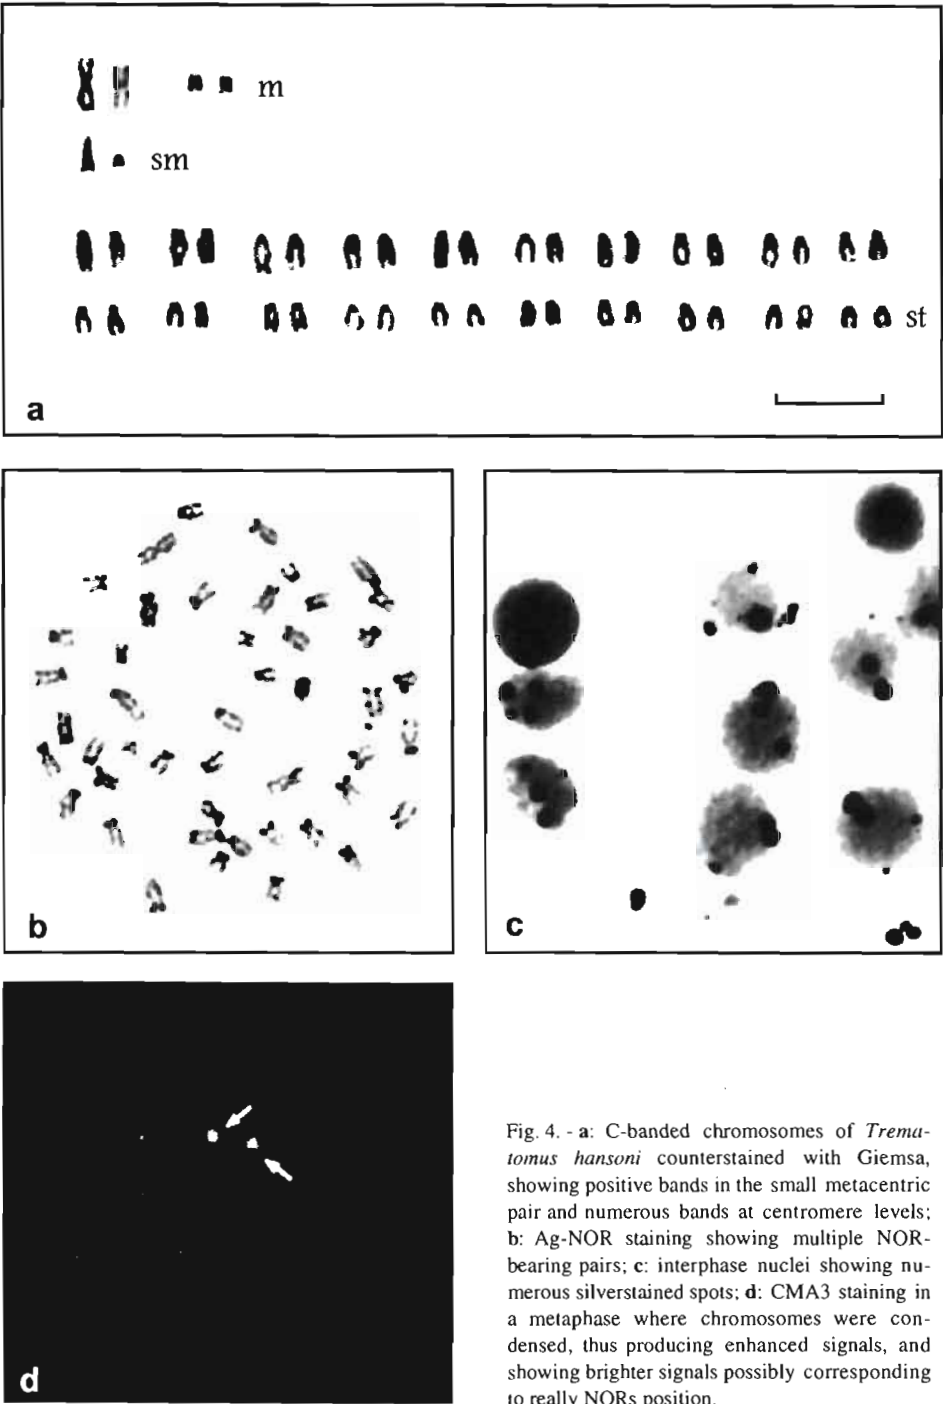 m
sm
st
a
b
c
d
Fig. 4. - a: C-banded chromosomes of Trema-
tomus hansoni counterstained with Giemsa,
showing positive bands in the small metacentric
pair and numerous bands at centromere levels;
b: Ag-NOR staining showing multiple NOR-
bearing pairs; c: interphase nuclei showing nu-
merous silverstained spots; d: CMA3 staining in
a metaphase where chromosomes were con-
densed, thus producing enhanced signals, and
showing brighter signals possibly corresponding
to really NORs position.